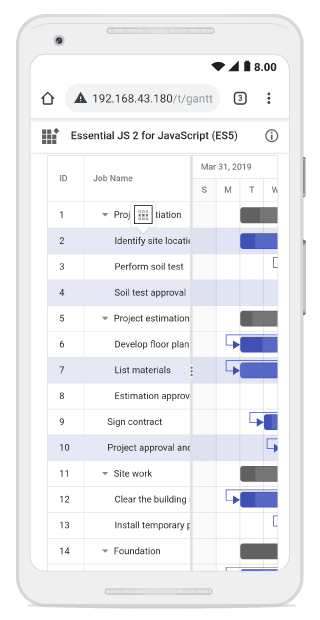 8.00
192.168.43.180/t/gantt
3
Essential JS 2 for JavaScript (ES5)
ID Job Name Mar 31, 2019
S M T W
1 Proj tiation
2 Identify site locatic
3 Perform soil test
4 Soil test approval
5 Project estimation
6 Develop floor plan
7 List materials
8 Estimation approv
9 Sign contract
10 Project approval and
11 Site work
12 Clear the building
13 Install temporary p
14 Foundation